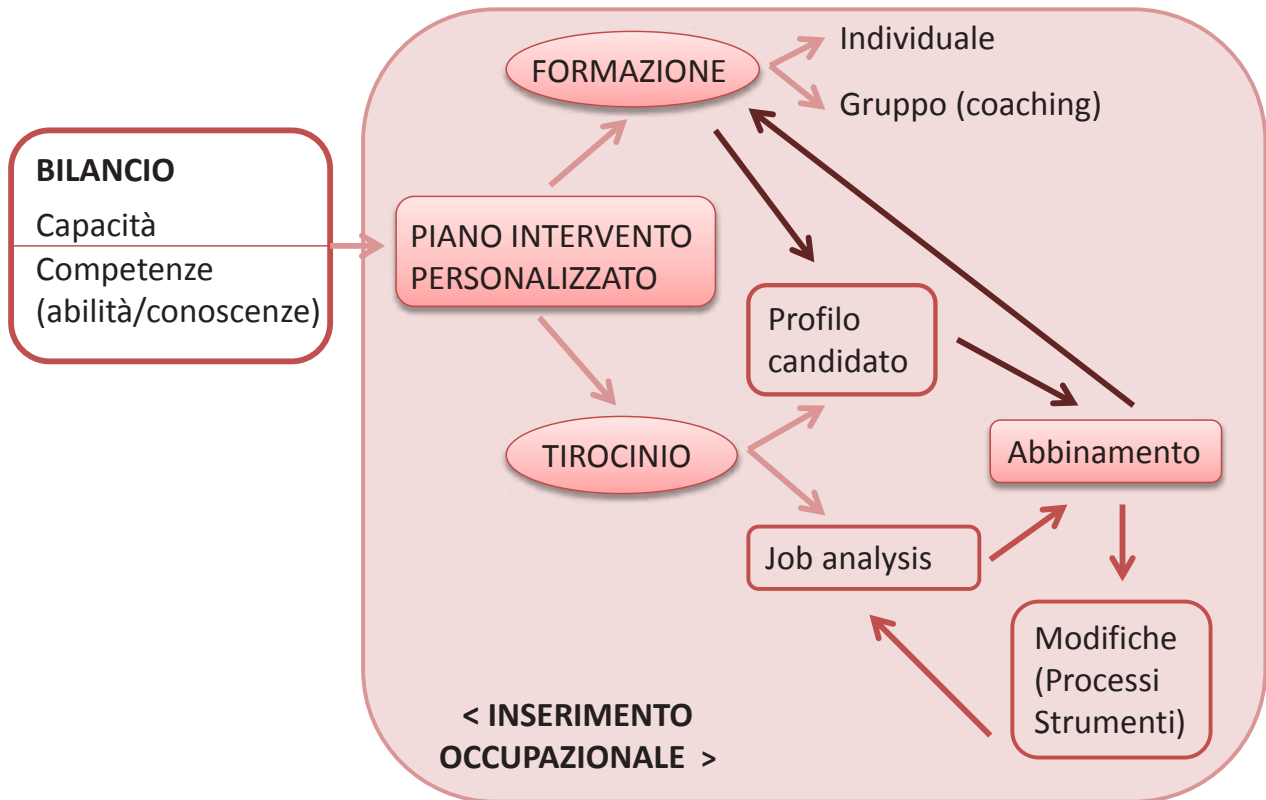 BILANCIO
Capacità
Competenze
(abilità/conoscenze)
PIANO INTERVENTO
PERSONALIZZATO
FORMAZIONE
Individuale
Gruppo (coaching)
Profilo
candidato
TIROCINIO
Abbinamento
Job analysis
Modifiche
(Processi
Strumenti)
< INSERIMENTO
OCCUPAZIONALE >